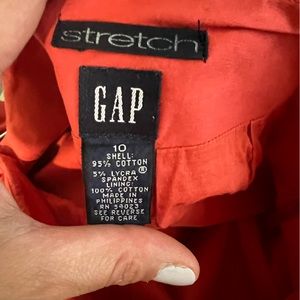 stretch
GAP
10
SHELL:
95% COTTON
5% LYCRA®
SPANDEX
LINING:
100% COTTON
MADE IN
PHILIPPINES
RN 54023
SEE REVERSE
FOR CARE